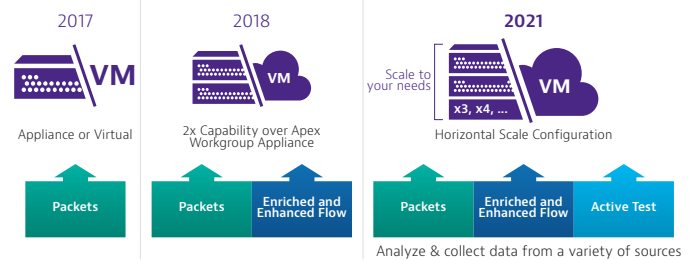 2017
VM
Appliance or Virtual
Packets
2018
VM
2x Capability over Apex
Workgroup Appliance
Packets
Enriched and
Enhanced Flow
2021
Scale to
your needs
x3, x4, ...
VM
Horizontal Scale Configuration
Packets
Enriched and
Enhanced Flow
Active Test
Analyze & collect data from a variety of sources